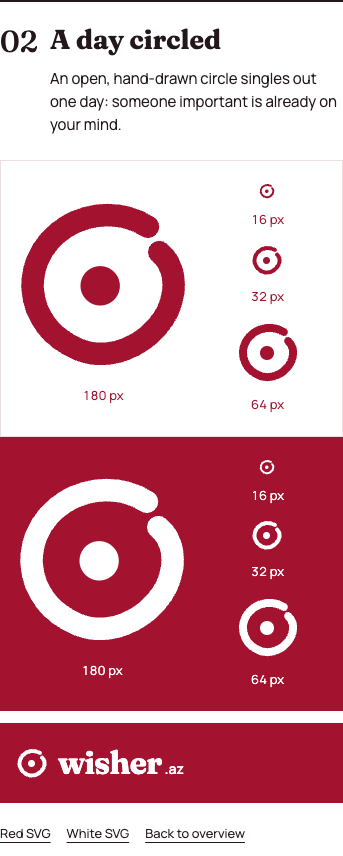 02 A day circled
An open, hand-drawn circle singles out
one day: someone important is already on
your mind.
16 px
32 px
64 px
180 px
16 px
32 px
64 px
180 px
wisher.az
Red SVG White SVG Back to overview